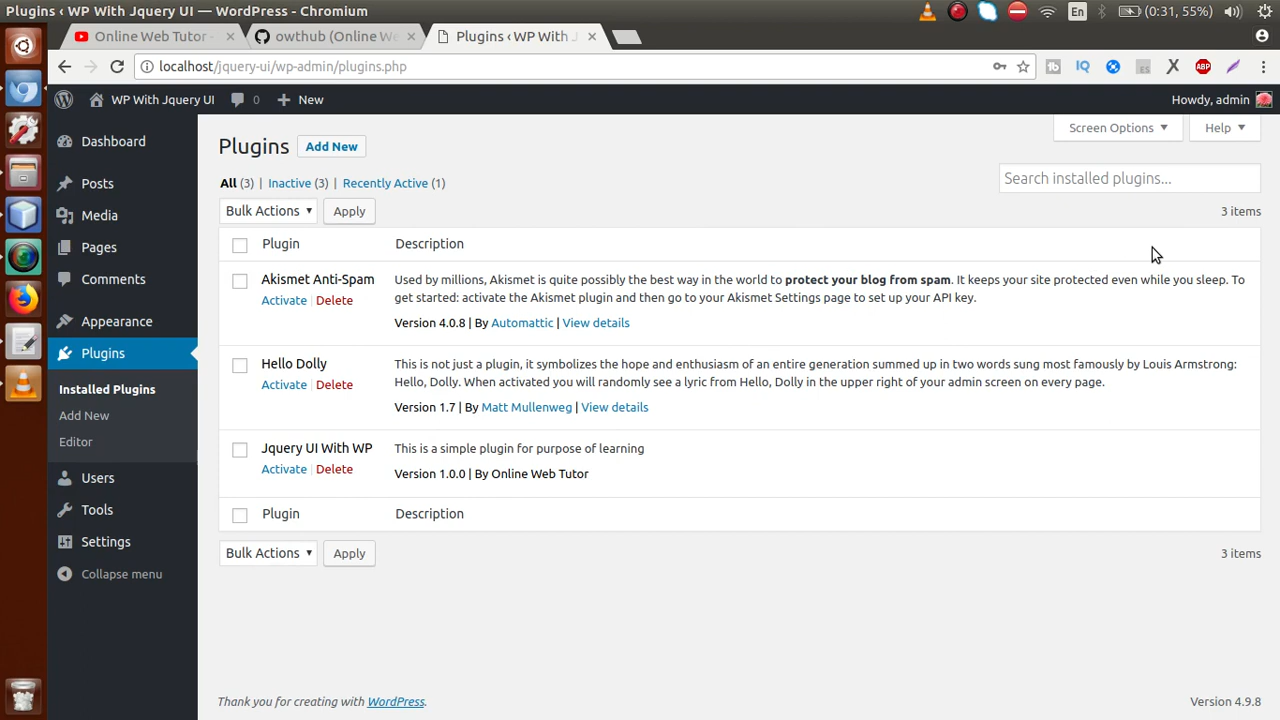 Plugins ‹ WP With Jquery UI — WordPress - Chromium
En
(0:31, 55%)
Online Web Tutor -
owthub (Online We
Plugins ‹ WP With J
localhost/jquery-ui/wp-admin/plugins.php
ABP
WP With Jquery UI
0
New
Howdy, admin
Dashboard
Posts
Media
Pages
Comments
Appearance
Plugins
Installed Plugins
Add New
Editor
Users
Tools
Settings
Collapse menu
Screen Options
Help
Plugins
Add New
All (3) | Inactive (3) | Recently Active (1)
Search installed plugins...
Bulk Actions
Apply
3 items
Plugin
Description
Akismet Anti-Spam
Activate | Delete
Used by millions, Akismet is quite possibly the best way in the world to protect your blog from spam. It keeps your site protected even while you sleep. To
get started: activate the Akismet plugin and then go to your Akismet Settings page to set up your API key.
Version 4.0.8 | By Automattic | View details
Hello Dolly
Activate | Delete
This is not just a plugin, it symbolizes the hope and enthusiasm of an entire generation summed up in two words sung most famously by Louis Armstrong:
Hello, Dolly. When activated you will randomly see a lyric from Hello, Dolly in the upper right of your admin screen on every page.
Version 1.7 | By Matt Mullenweg | View details
Jquery UI With WP
Activate | Delete
This is a simple plugin for purpose of learning
Version 1.0.0 | By Online Web Tutor
Plugin
Description
Bulk Actions
Apply
3 items
Thank you for creating with WordPress.
Version 4.9.8